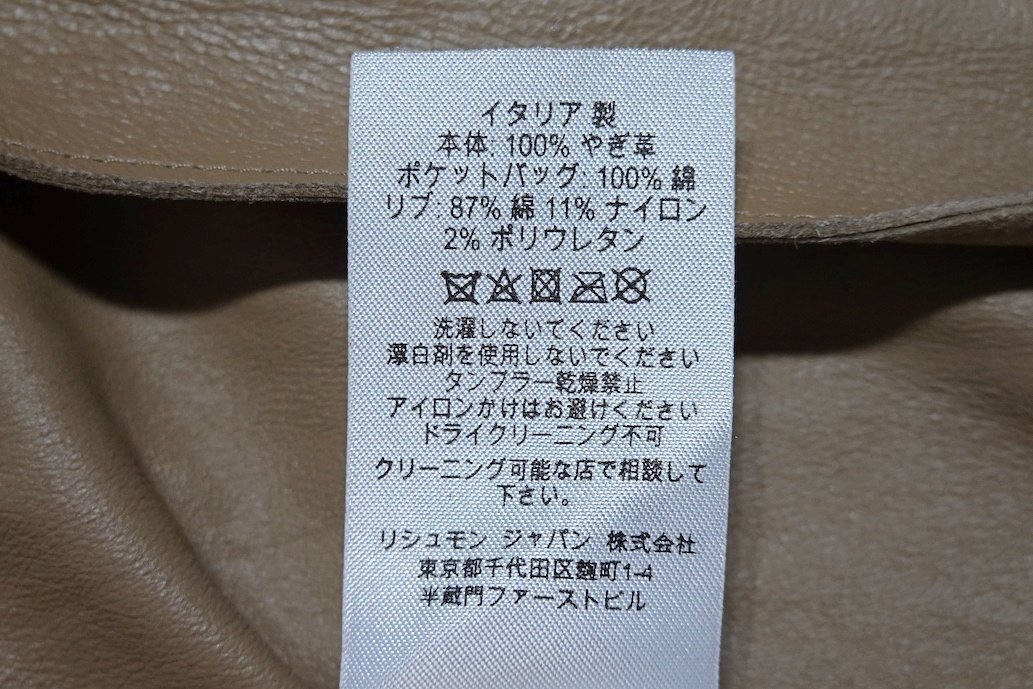 イタリア 製
本体: 100% やぎ革
ポケットバッグ: 100% 綿
リブ: 87% 綿 11% ナイロン
2% ポリウレタン
洗濯しないてください
漂白剤を使用しないでください
タンフラー乾燥禁止
アイロンかけはお避けください
ドライクリーニング不可
クリーニング可能な店で相談して
下さい。
リシュモン ジャパン 株式会社
東京都千代田区麹町1-4
半蔵門ファーストビル